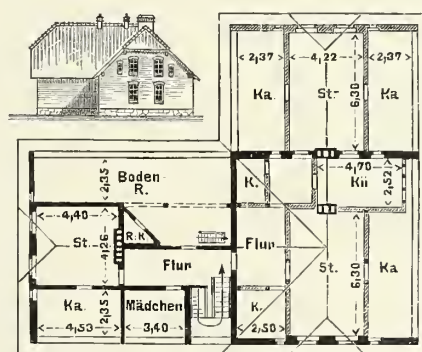 2,37 4,22 2,37
Ka. St. Ka.
6,30
K. 4,70
Kü 2,52
2,35 Boden
R.
4,40
St. 4,26 R.K
Flur Flur 6,30 St. Ka
Ka. 2,35 Mädchen K.
4,53 3,40 2,50